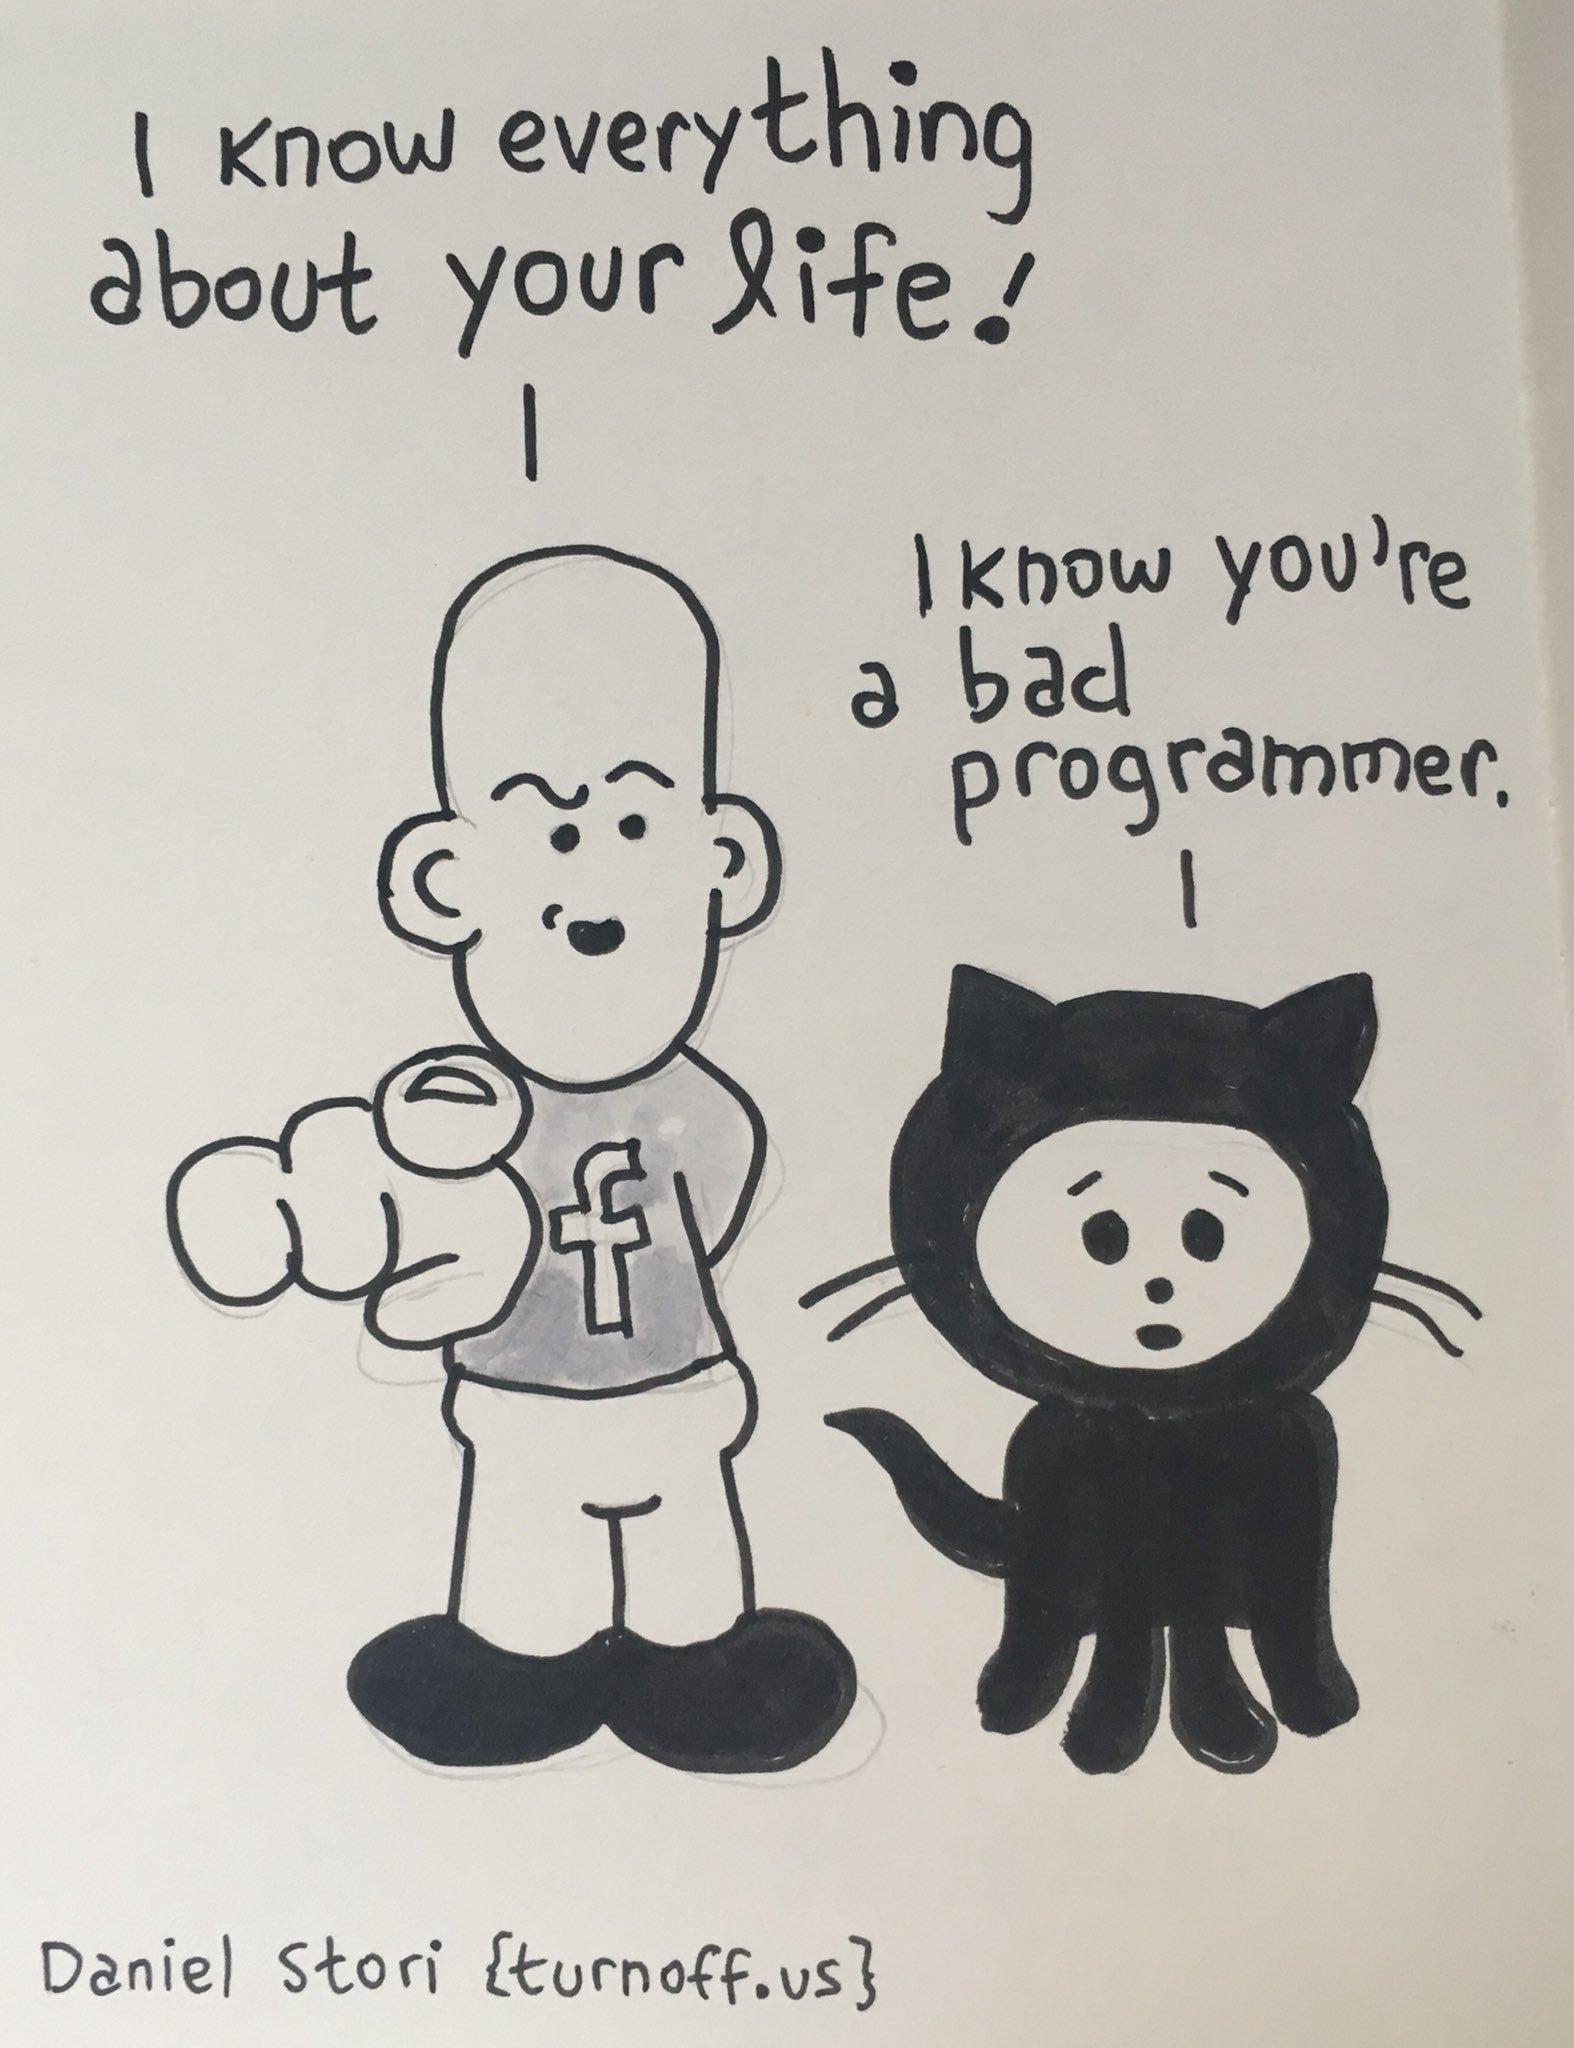 I know everything
about your life!
I know you're
a bad
programmer.
f
Daniel Stori {turnoff.us}